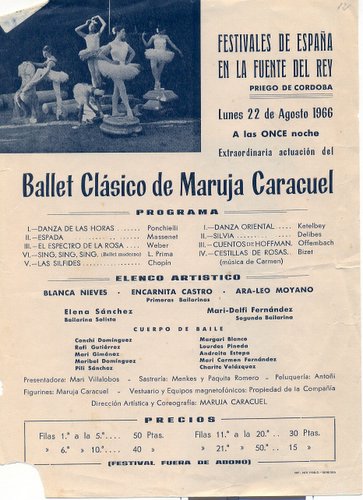 FESTIVALES DE ESPAÑA
EN LA FUENTE DEL REY
PRIEGO DE CORDOBA
Lunes 22 de Agosto 1966
A las ONCE noche
Extraordinaria actuación del
Ballet Clásico de Maruja Caracuel
PROGRAMA
I.—DANZA DE LAS HORAS ..... Ponchielli
II.—ESPADA ..... Massenet
III.—EL ESPECTRO DE LA ROSA .... Weber
VI.—SING, SING, SING. (Ballet moderno) L. Prima
V.—LAS SILFIDES ..... Chopin
I.—DANZA ORIENTAL ..... Ketelbey
II.—SILVIA ..... Delibes
III.—CUENTOS DE HOFFMAN. Offembach
IV.—CESTILLAS DE ROSAS.. Bizet
(música de Carmen)
ELENCO ARTISTICO
BLANCA NIEVES - ENCARNITA CASTRO - ARA-LEO MOYANO
Primeras Bailarinas
Elena Sánchez
Bailarina Solista
Mari-Delfi Fernández
Segunda Bailarina
CUERPO DE BAILE
Conchi Domínguez
Rafi Gutiérrez
Mari Giménez
Maribel Domínguez
Pili Sánchez
Margari Blanco
Lourdes Pineda
Andreita Estepa
Mari Carmen Fernández
Charite Velázquez
Presentadora: Mari Villalobos - Sastrería: Menkes y Paquita Romero - Peluquería: Antoñi
Figurines: Maruja Caracuel - Vestuario y Equipos magnetofónicos: Propiedad de la Compañía
Dirección Artística y Coreografía: MARUJA CARACUEL
PRECIOS
Filas 1.ª a la 5.ª .... 50 Ptas.
» 6.ª » 10.ª .... 40 »
Filas 11.ª a la 20. .. 30 Ptas.
» 21.ª » 50.ª .. 15 »
(FESTIVAL FUERA DE ABONO)